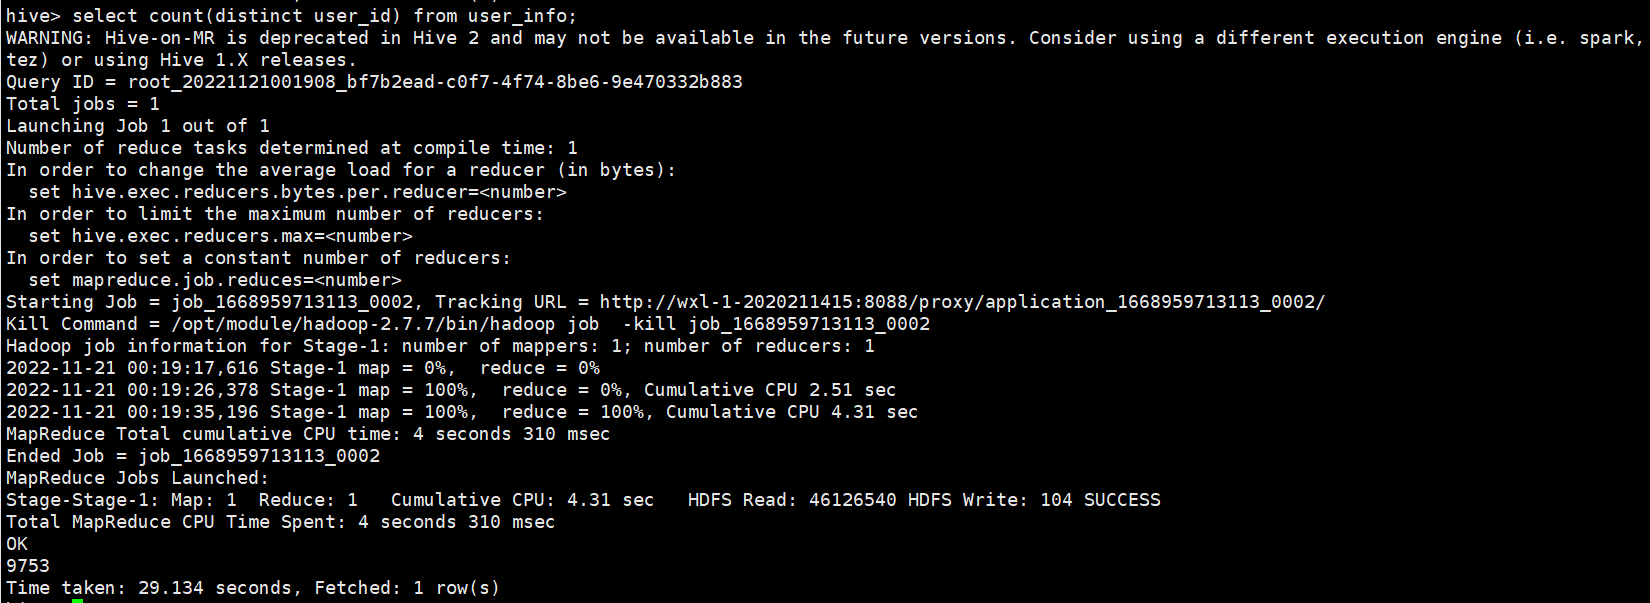 hive> select count(distinct user_id) from user_info;
WARNING: Hive-on-MR is deprecated in Hive 2 and may not be available in the future versions. Consider using a different execution engine (i.e. spark,
tez) or using Hive 1.X releases.
Query ID = root_20221121001908_bf7b2ead-c0f7-4f74-8be6-9e470332b883
Total jobs = 1
Launching Job 1 out of 1
Number of reduce tasks determined at compile time: 1
In order to change the average load for a reducer (in bytes):
  set hive.exec.reducers.bytes.per.reducer=<number>
In order to limit the maximum number of reducers:
  set hive.exec.reducers.max=<number>
In order to set a constant number of reducers:
  set mapreduce.job.reduces=<number>
Starting Job = job_1668959713113_0002, Tracking URL = http://wxl-1-2020211415:8088/proxy/application_1668959713113_0002/
Kill Command = /opt/module/hadoop-2.7.7/bin/hadoop job  -kill job_1668959713113_0002
Hadoop job information for Stage-1: number of mappers: 1; number of reducers: 1
2022-11-21 00:19:17,616 Stage-1 map = 0%,  reduce = 0%
2022-11-21 00:19:26,378 Stage-1 map = 100%,  reduce = 0%, Cumulative CPU 2.51 sec
2022-11-21 00:19:35,196 Stage-1 map = 100%,  reduce = 100%, Cumulative CPU 4.31 sec
MapReduce Total cumulative CPU time: 4 seconds 310 msec
Ended Job = job_1668959713113_0002
MapReduce Jobs Launched:
Stage-Stage-1: Map: 1  Reduce: 1   Cumulative CPU: 4.31 sec   HDFS Read: 46126540 HDFS Write: 104 SUCCESS
Total MapReduce CPU Time Spent: 4 seconds 310 msec
OK
9753
Time taken: 29.134 seconds, Fetched: 1 row(s)